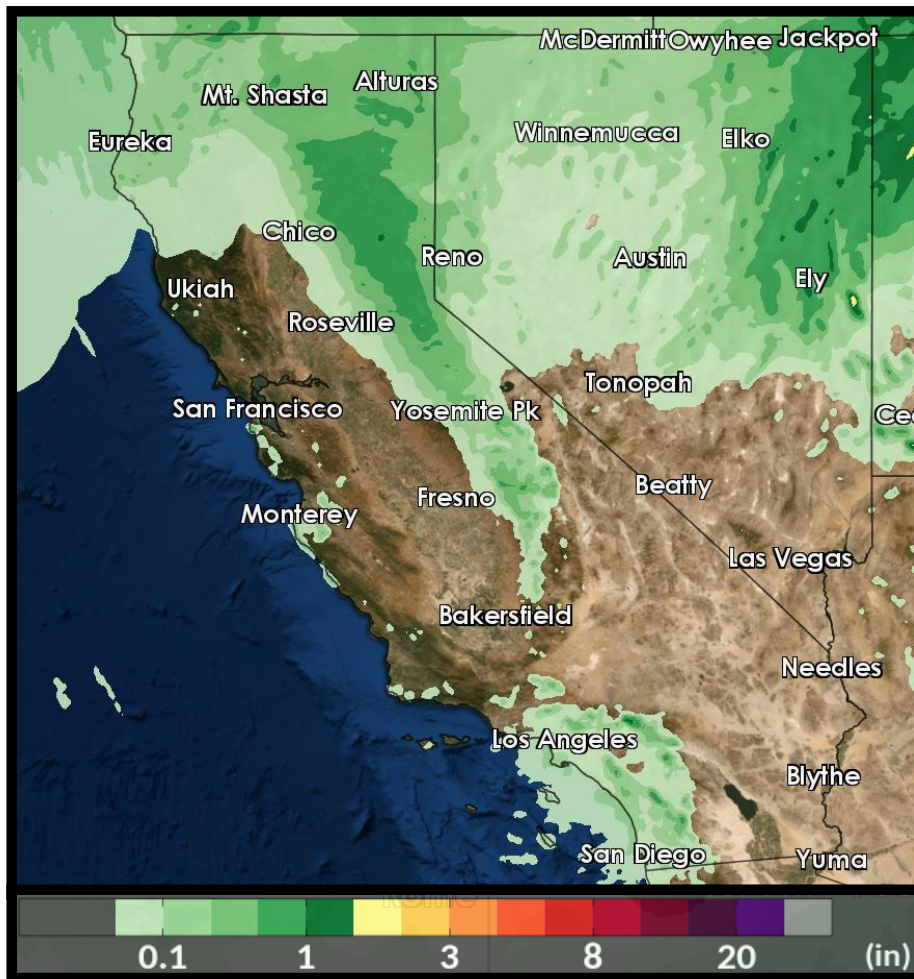 McDermitt Owyhee Jackpot
Mt. Shasta Alturas
Eureka Winnemucca Elko
Chico
Reno Austin
Ukiah Ely
Roseville
Tonopah
San Francisco Yosemite Pk Ced
Fresno Beatty
Monterey
Las Vegas
Bakersfield
Needles
Los Angeles
Blythe
San Diego Yuma
0.1 1 3 8 20 (in)